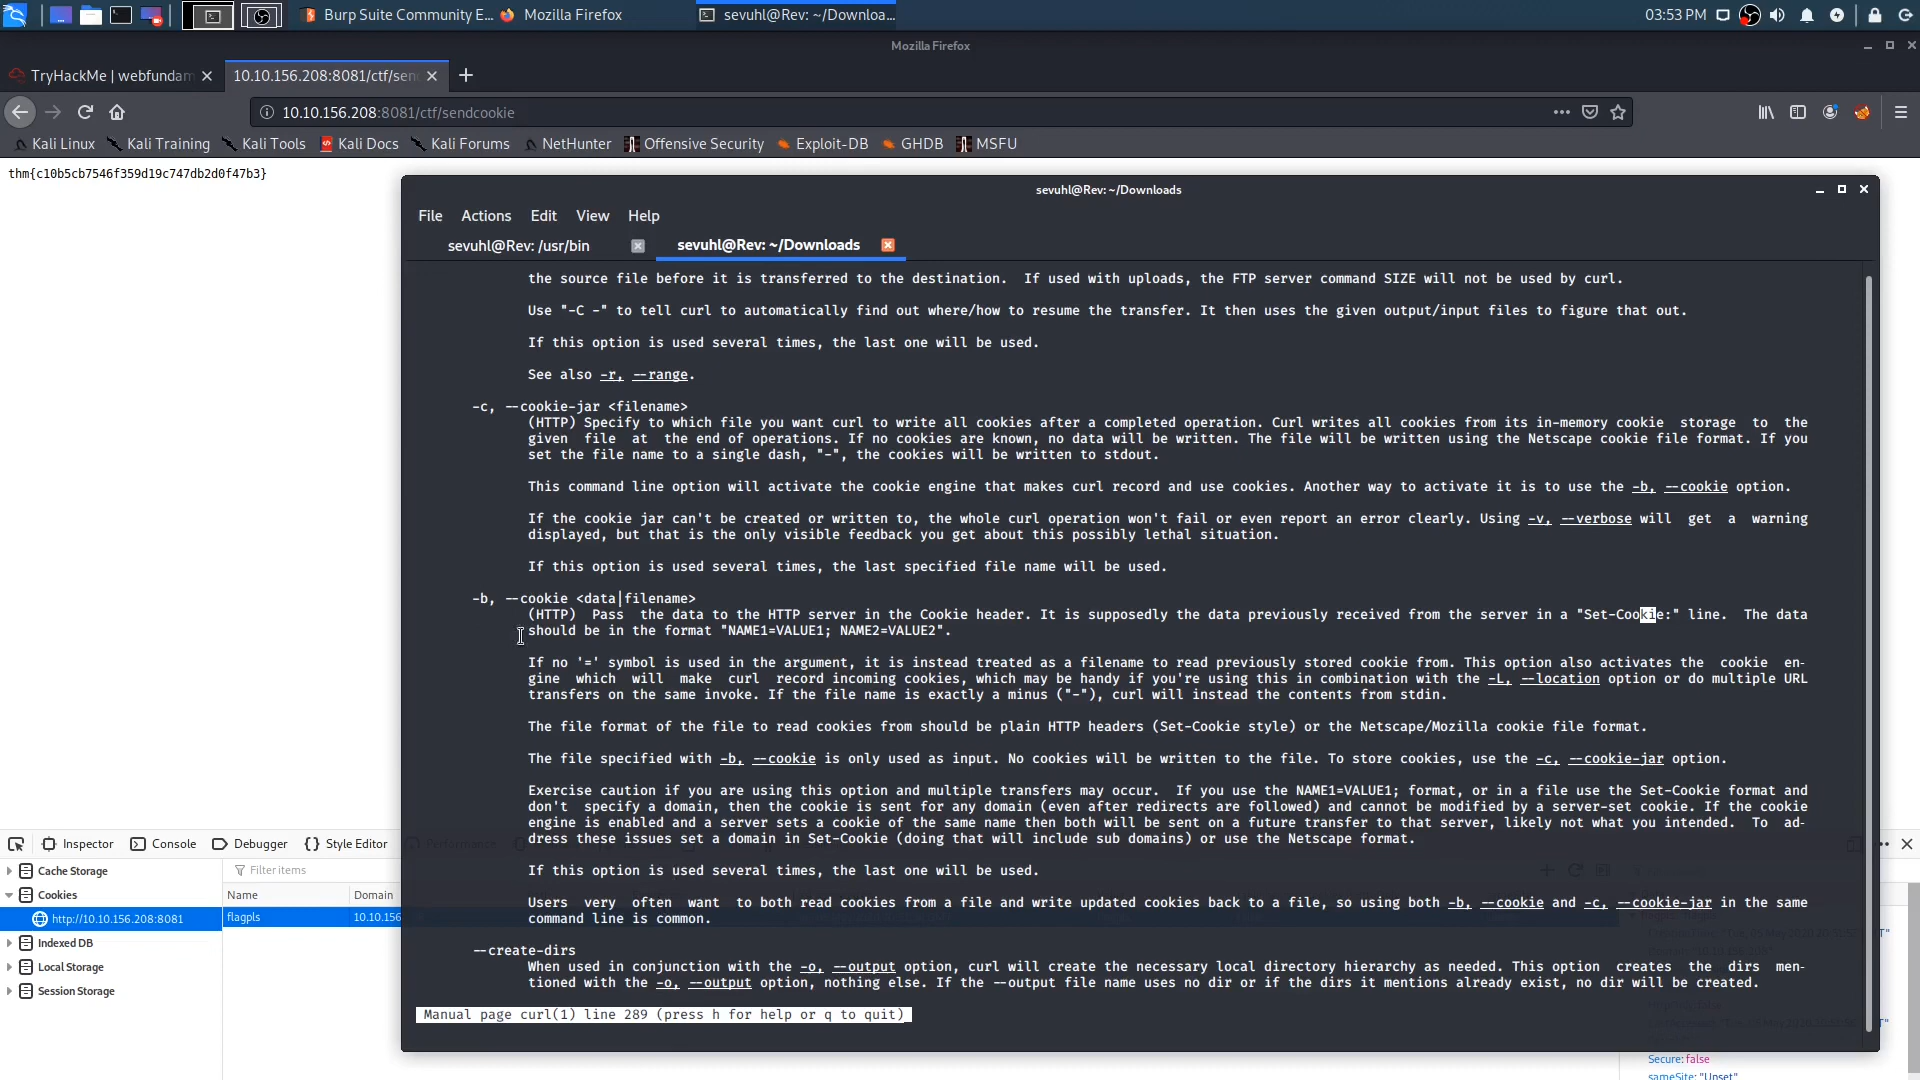 Burp Suite Community E...
Mozilla Firefox
sevuhl@Rev: ~/Downloa...
03:53 PM
Mozilla Firefox
TryHackMe | webfundam
10.10.156.208:8081/ctf/sen
10.10.156.208:8081/ctf/sendcookie
Kali Linux
Kali Training
Kali Tools
Kali Docs
Kali Forums
NetHunter
Offensive Security
Exploit-DB
GHDB
MSFU
thm{c10b5cb7546f359d19c747db2d0f47b3}
sevuhl@Rev: ~/Downloads
File Actions Edit View Help
sevuhl@Rev: /usr/bin
sevuhl@Rev: ~/Downloads
the source file before it is transferred to the destination. If used with uploads, the FTP server command SIZE will not be used by curl.
Use "-C -" to tell curl to automatically find out where/how to resume the transfer. It then uses the given output/input files to figure that out.
If this option is used several times, the last one will be used.
See also -r, --range.
-c, --cookie-jar <filename>
(HTTP) Specify to which file you want curl to write all cookies after a completed operation. Curl writes all cookies from its in-memory cookie storage to the
given file at the end of operations. If no cookies are known, no data will be written. The file will be written using the Netscape cookie file format. If you
set the file name to a single dash, "-", the cookies will be written to stdout.
This command line option will activate the cookie engine that makes curl record and use cookies. Another way to activate it is to use the -b, --cookie option.
If the cookie jar can't be created or written to, the whole curl operation won't fail or even report an error clearly. Using -v, --verbose will get a warning
displayed, but that is the only visible feedback you get about this possibly lethal situation.
If this option is used several times, the last specified file name will be used.
-b, --cookie <data|filename>
(HTTP) Pass the data to the HTTP server in the Cookie header. It is supposedly the data previously received from the server in a "Set-Cookie:" line. The data
should be in the format "NAME1=VALUE1; NAME2=VALUE2".
If no '=' symbol is used in the argument, it is instead treated as a filename to read previously stored cookie from. This option also activates the cookie en-
gine which will make curl record incoming cookies, which may be handy if you're using this in combination with the -L, --location option or do multiple URL
transfers on the same invoke. If the file name is exactly a minus ("-"), curl will instead the contents from stdin.
The file format of the file to read cookies from should be plain HTTP headers (Set-Cookie style) or the Netscape/Mozilla cookie file format.
The file specified with -b, --cookie is only used as input. No cookies will be written to the file. To store cookies, use the -c, --cookie-jar option.
Exercise caution if you are using this option and multiple transfers may occur. If you use the NAME1=VALUE1; format, or in a file use the Set-Cookie format and
don't specify a domain, then the cookie is sent for any domain (even after redirects are followed) and cannot be modified by a server-set cookie. If the cookie
engine is enabled and a server sets a cookie of the same name then both will be sent on a future transfer to that server, likely not what you intended. To ad-
dress these issues set a domain in Set-Cookie (doing that will include sub domains) or use the Netscape format.
If this option is used several times, the last one will be used.
Users very often want to both read cookies from a file and write updated cookies back to a file, so using both -b, --cookie and -c, --cookie-jar in the same
command line is common.
--create-dirs
When used in conjunction with the -o, --output option, curl will create the necessary local directory hierarchy as needed. This option creates the dirs men-
tioned with the -o, --output option, nothing else. If the --output file name uses no dir or if the dirs it mentions already exist, no dir will be created.
Manual page curl(1) line 289 (press h for help or q to quit)
Inspector
Console
Debugger
Style Editor
Performance
Cache Storage
Filter items
Cookies
Name
Domain
http://10.10.156.208:8081
flagpls
10.10.156
Indexed DB
Local Storage
Session Storage
Secure: false
sameSite: "Unset"